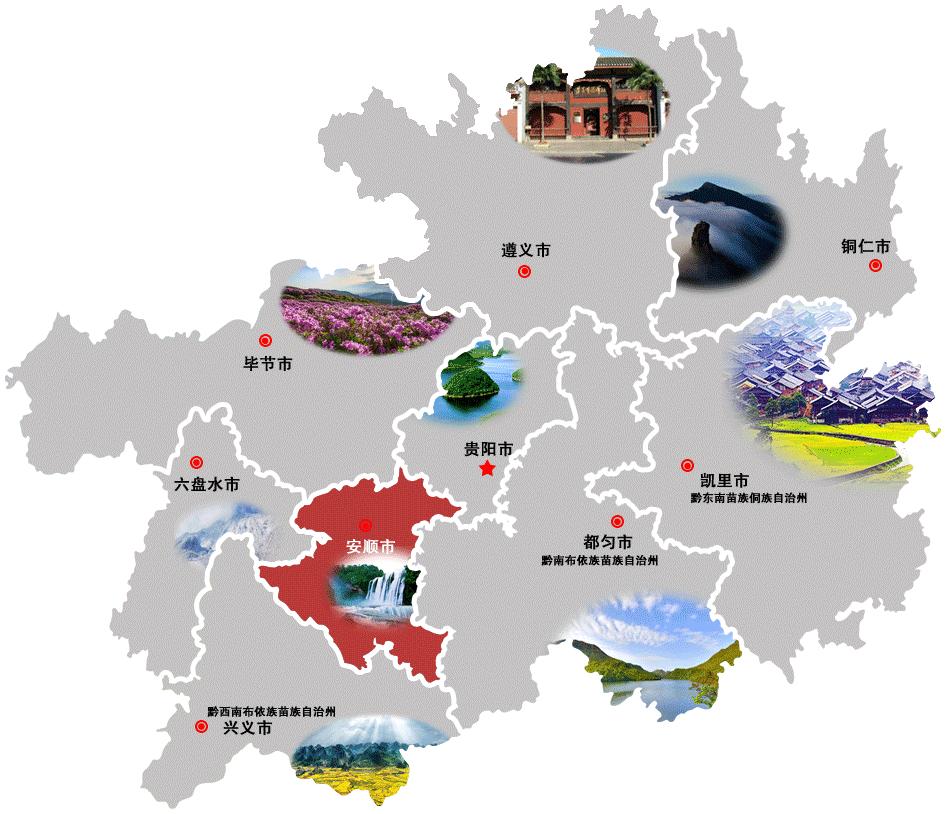 遵义市
铜仁市
毕节市
贵阳市
六盘水市
凯里市
黔东南苗族侗族自治州
安顺市
都匀市
黔南布依族苗族自治州
黔西南布依族苗族自治州
兴义市